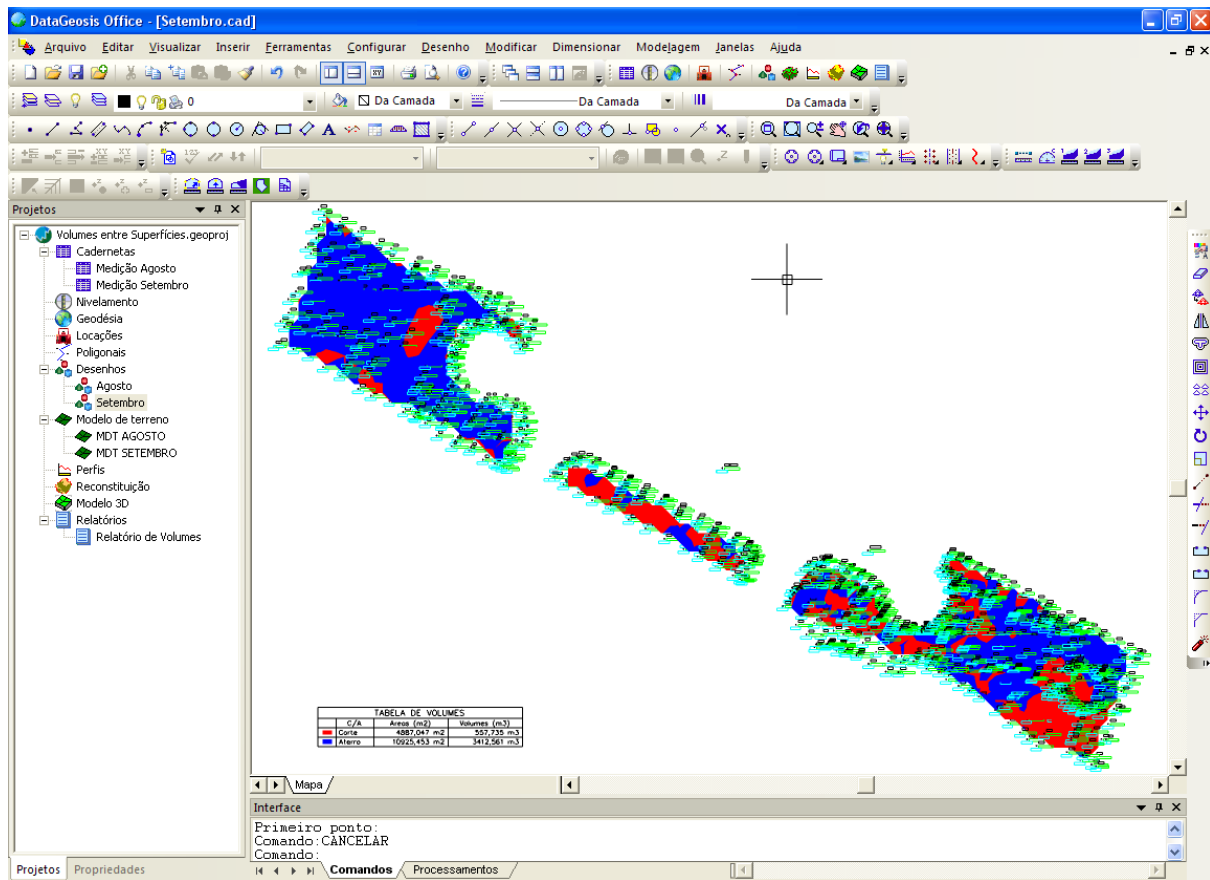 DataGeosis Office - [Setembro.cad]
Arquivo Editar Visualizar Inserir Ferramentas Configurar Desenho Modificar Dimensionar Modelagem Janelas Ajuda
0 Da Camada Da Camada Da Camada
Projetos
Volumes entre Superfícies.geoproj
Cadernetas
Medição Agosto
Medição Setembro
Nivelamento
Geodésia
Locações
Poligonais
Desenhos
Agosto
Setembro
Modelo de terreno
MDT AGOSTO
MDT SETEMBRO
Perfis
Reconstituição
Modelo 3D
Relatórios
Relatório de Volumes
TABELA DE VOLUMES
C/A Areas (m2) Volumes (m3)
Corte 4887,047 m2 557,735 m3
Aterro 10925,453 m2 3412,561 m3
Mapa
Interface
Primeiro ponto:
Comando:CANCELAR
Comando:
Projetos Propriedades
Comandos Processamentos